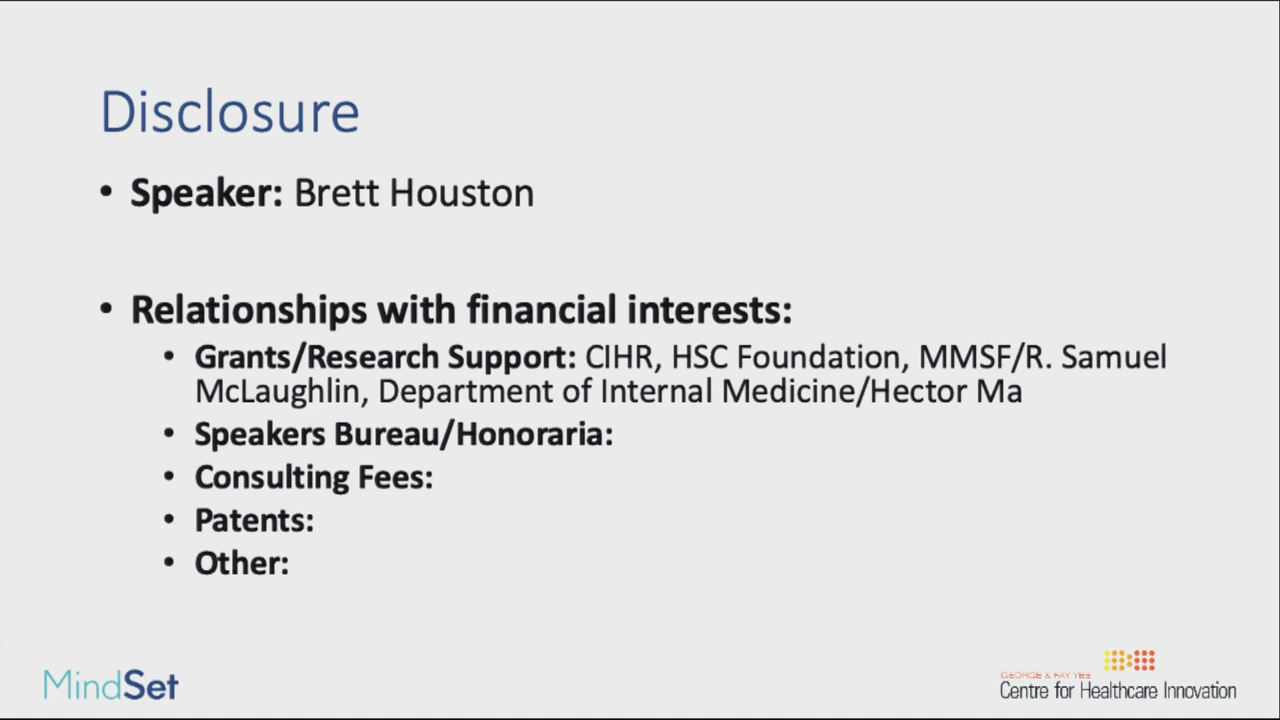 Disclosure
• Speaker: Brett Houston
• Relationships with financial interests:
• Grants/Research Support: CIHR, HSC Foundation, MMSF/R. Samuel
McLaughlin, Department of Internal Medicine/Hector Ma
• Speakers Bureau/Honoraria:
• Consulting Fees:
• Patents:
• Other:
MindSet
GEORGE & FAY YEE
Centre for Healthcare Innovation